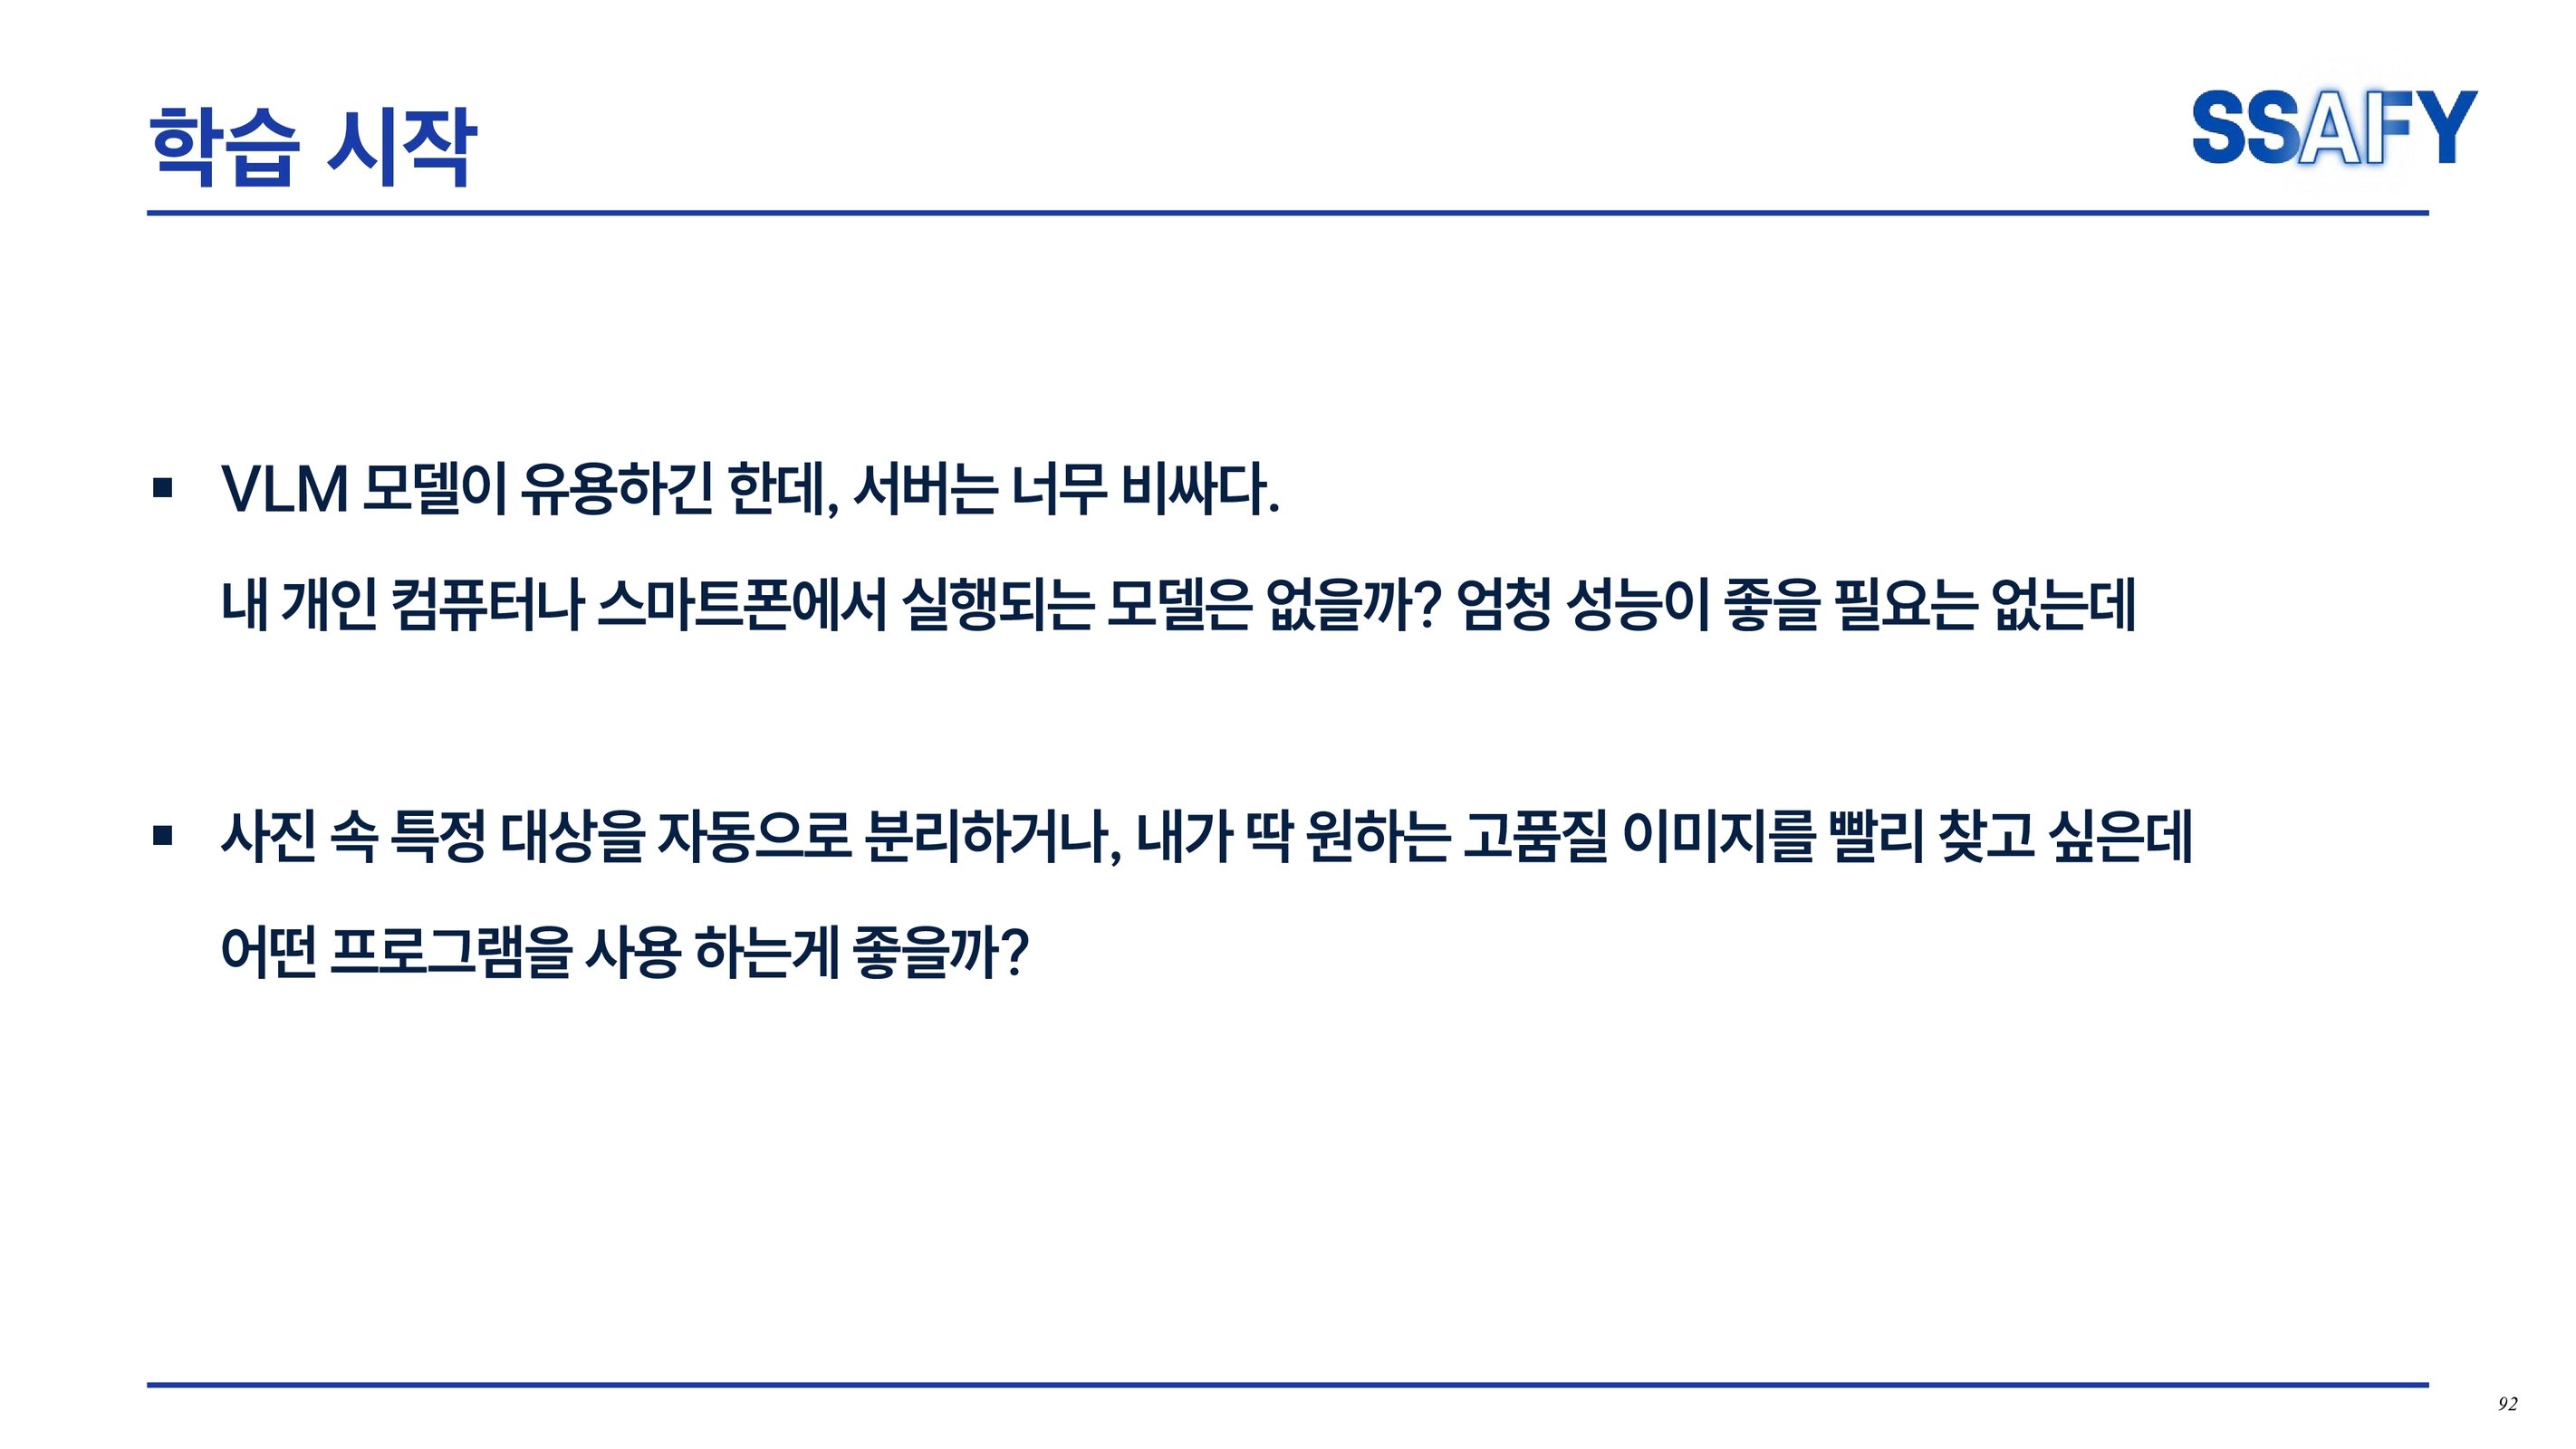 학습 시작
SSAFY
▪ VLM 모델이 유용하긴 한데, 서버는 너무 비싸다.
내 개인 컴퓨터나 스마트폰에서 실행되는 모델은 없을까? 엄청 성능이 좋을 필요는 없는데
▪ 사진 속 특정 대상을 자동으로 분리하거나, 내가 딱 원하는 고품질 이미지를 빨리 찾고 싶은데
어떤 프로그램을 사용 하는게 좋을까?
92